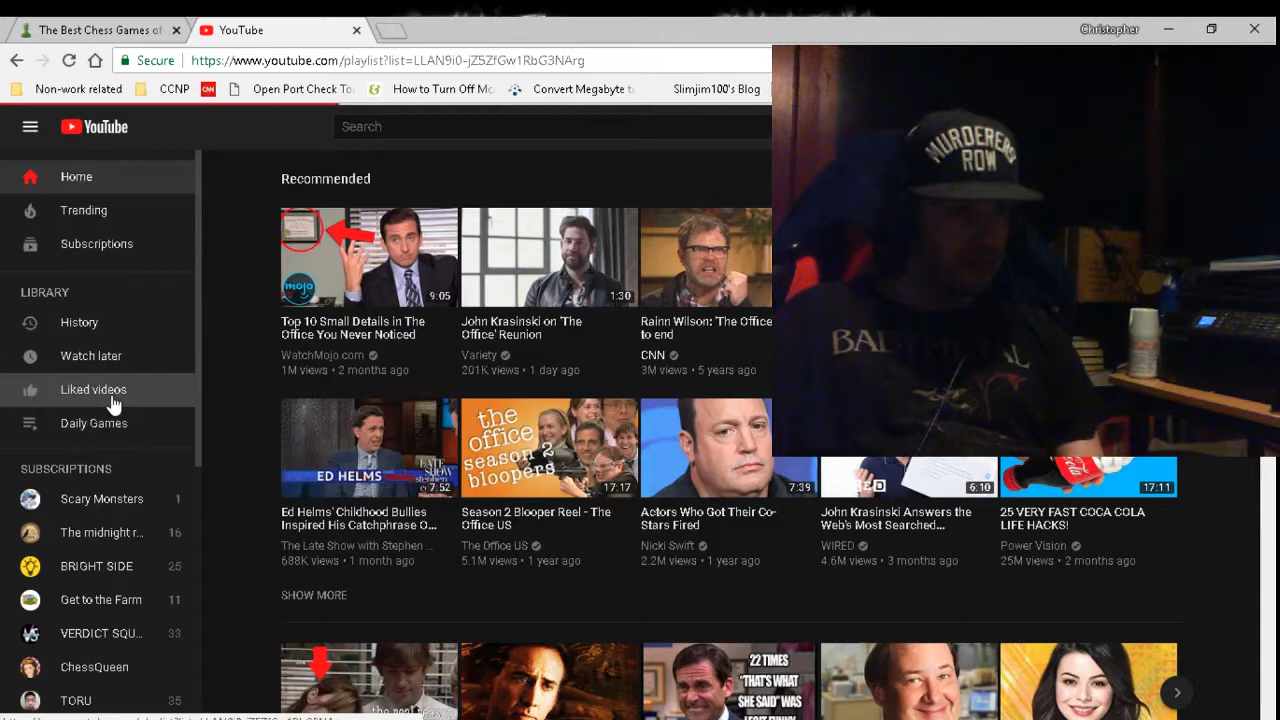 The Best Chess Games of
YouTube
Christopher
Secure
https://www.youtube.com/playlist?list=LLAN9i0-jZ5ZfGw1RbG3NArg
Non-work related
CCNP
CNN
Open Port Check To
How to Turn Off Mo
Convert Megabyte to
Slimjim100's Blog
YouTube
Search
Home
Trending
Subscriptions
LIBRARY
History
Watch later
Liked videos
Daily Games
SUBSCRIPTIONS
Scary Monsters 1
The midnight r... 16
BRIGHT SIDE 25
Get to the Farm 11
VERDICT SQU... 33
ChessQueen
TORU 35
Recommended
mojo
9:05
1:30
Top 10 Small Details in The
Office You Never Noticed
WatchMojo.com
1M views • 2 months ago
John Krasinski on 'The
Office' Reunion
Variety
201K views • 1 day ago
Rainn Wilson: 'The Office
to end
CNN
3M views • 5 years ago
MURDERERS
ROW
ED HELMS
LATE
SHOW
7:52
the
office
season 2
bloopers
17:17
7:39
6:10
17:11
Ed Helms' Childhood Bullies
Inspired His Catchphrase O...
The Late Show with Stephen ...
688K views • 1 month ago
Season 2 Blooper Reel - The
Office US
The Office US
5.1M views • 1 year ago
Actors Who Got Their Co-
Stars Fired
Nicki Swift
2.2M views • 1 year ago
John Krasinski Answers the
Web's Most Searched...
WIRED
4.6M views • 3 months ago
25 VERY FAST COCA COLA
LIFE HACKS!
Power Vision
25M views • 2 months ago
SHOW MORE
22 TIMES
"THAT'S WHAT
SHE SAID" WAS